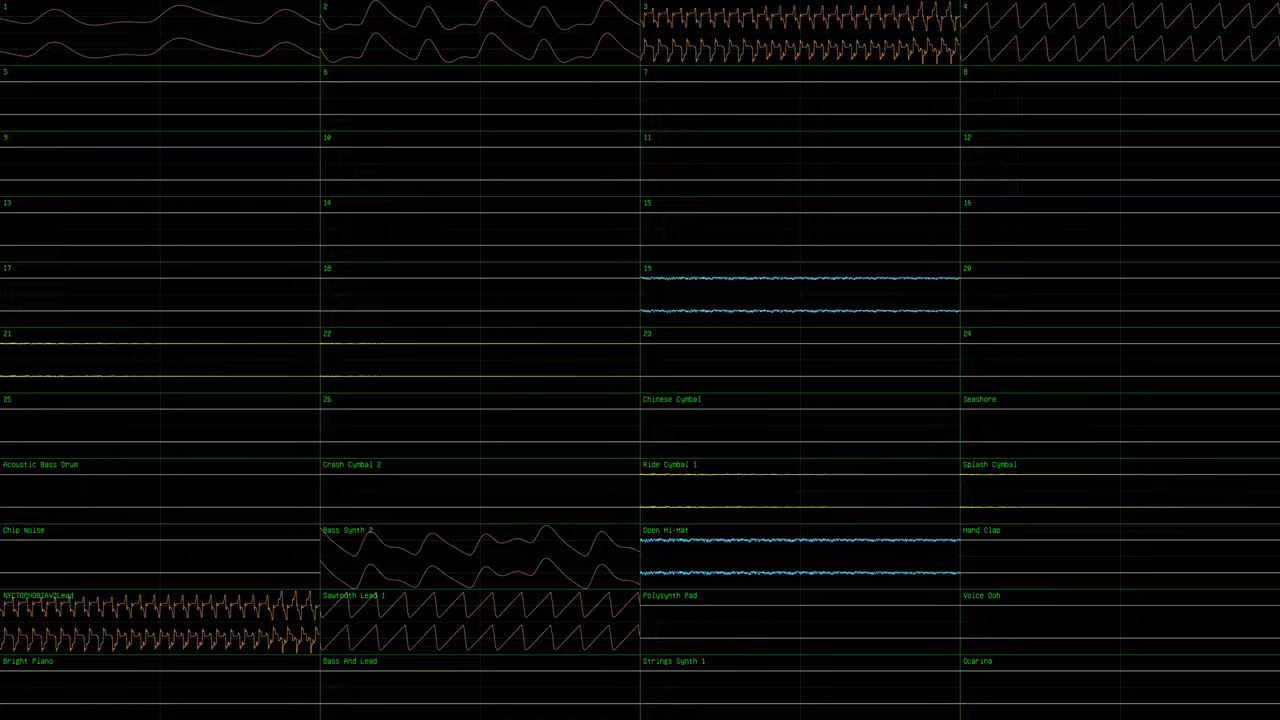 1 2 3 4
5 6 7 8
9 10 11 12
13 14 15 16
17 18 19 20
21 22 23 24
25 26 Chinese Cymbal Seashore
Acoustic Bass Drum Crash Cymbal 2 Ride Cymbal 1 Splash Cymbal
Chip Noise Bass Synth 2 Open Hi-Hat Hand Clap
NYCTOPHOBIAV2Lead Sawtooth Lead 1 Polysynth Pad Voice Ooh
Bright Piano Bass And Lead Strings Synth 1 Ocarina